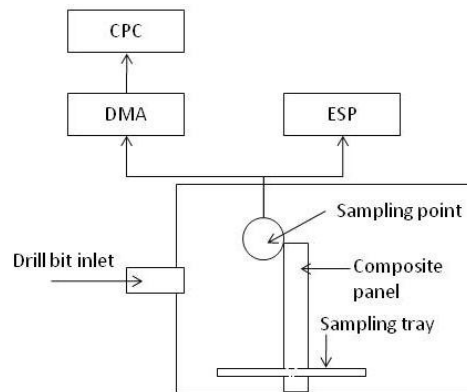 CPC
DMA
ESP
Sampling point
Drill bit inlet
Composite
panel
Sampling tray